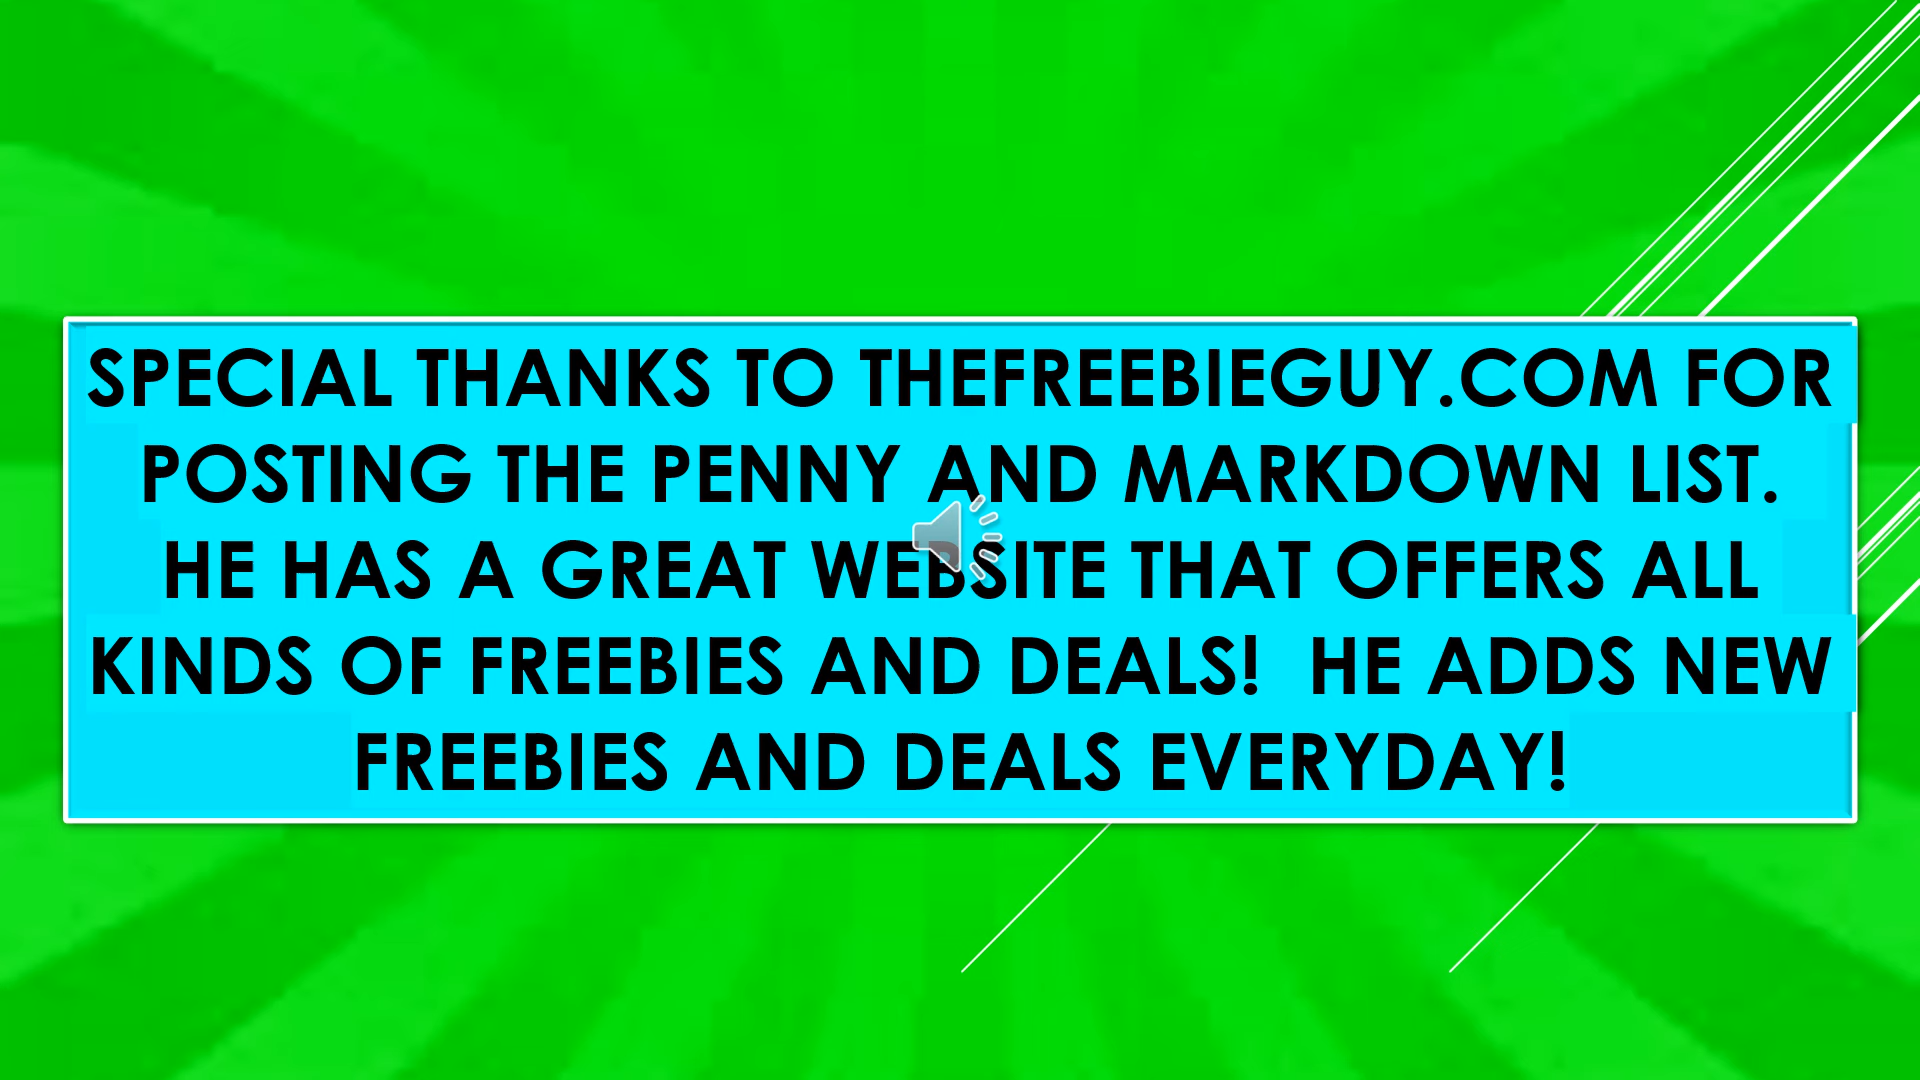 SPECIAL THANKS TO THEFREEBIEGUY.COM FOR
POSTING THE PENNY AND MARKDOWN LIST.
HE HAS A GREAT WEBSITE THAT OFFERS ALL
KINDS OF FREEBIES AND DEALS!  HE ADDS NEW
FREEBIES AND DEALS EVERYDAY!